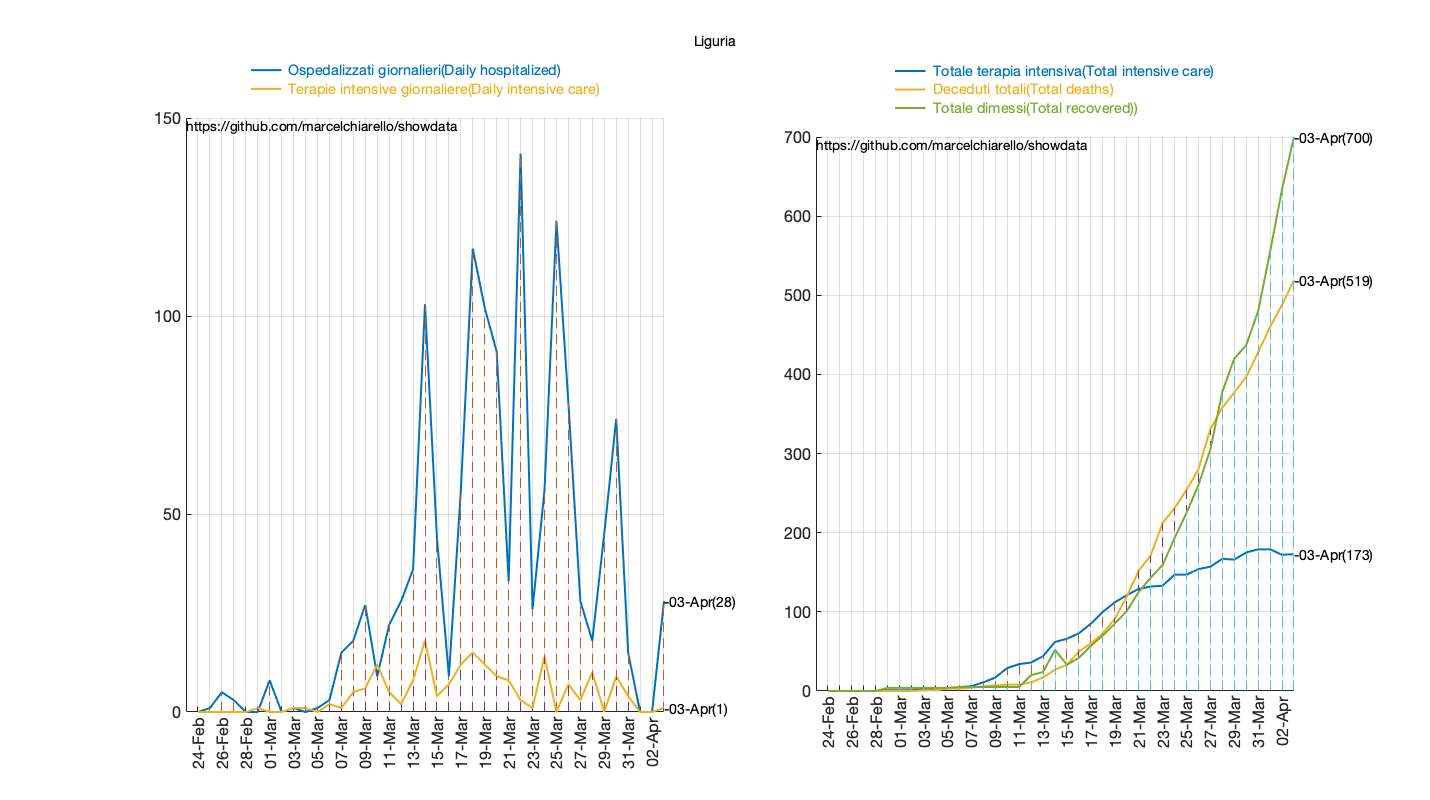 Liguria
Ospedalizzati giornalieri(Daily hospitalized)
Terapie intensive giornaliere(Daily intensive care)
150
https://github.com/marcelchiarello/showdata
100
50
0
-03-Apr(28)
-03-Apr(1)
24-Feb
26-Feb
28-Feb
01-Mar
03-Mar
05-Mar
07-Mar
09-Mar
11-Mar
13-Mar
15-Mar
17-Mar
19-Mar
21-Mar
23-Mar
25-Mar
27-Mar
29-Mar
31-Mar
02-Apr
Totale terapia intensiva(Total intensive care)
Deceduti totali(Total deaths)
Totale dimessi(Total recovered))
700
https://github.com/marcelchiarello/showdata
600
500
400
300
200
100
0
-03-Apr(700)
-03-Apr(519)
-03-Apr(173)
24-Feb
26-Feb
28-Feb
01-Mar
03-Mar
05-Mar
07-Mar
09-Mar
11-Mar
13-Mar
15-Mar
17-Mar
19-Mar
21-Mar
23-Mar
25-Mar
27-Mar
29-Mar
31-Mar
02-Apr